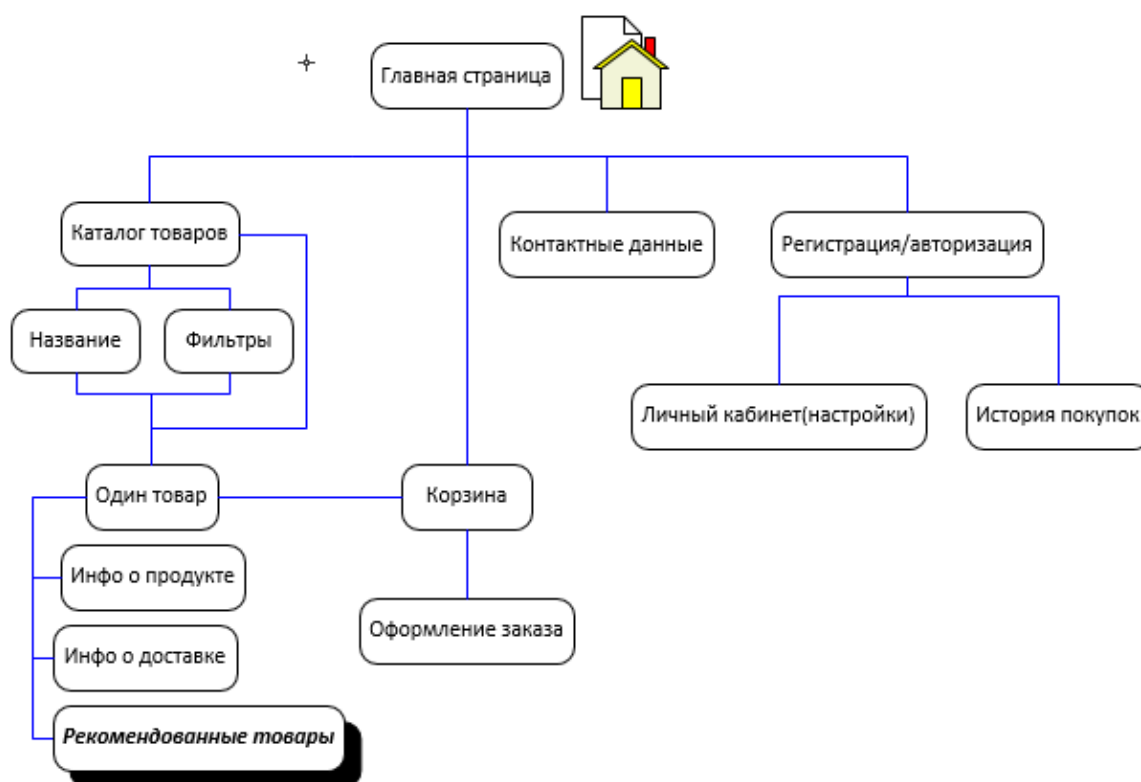 Главная страница
Каталог товаров
Контактные данные
Регистрация/авторизация
Название
Фильтры
Личный кабинет(настройки)
История покупок
Один товар
Корзина
Инфо о продукте
Оформление заказа
Инфо о доставке
Рекомендованные товары